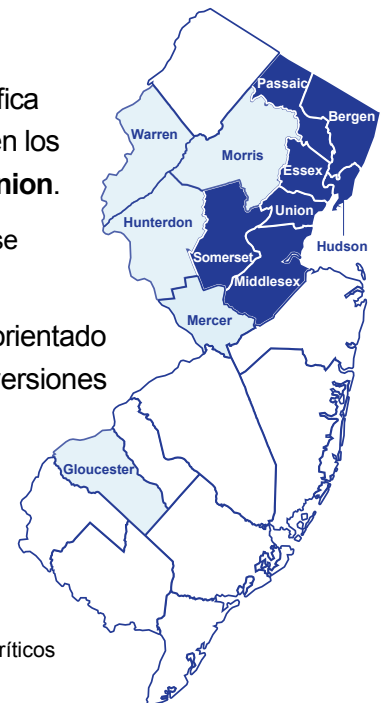 fica
en los
nion.
se
orientado
versiones
ríticos
Passaic
Bergen
Warren
Morris
Essex
Union
Hunterdon
Hudson
Somerset
Middlesex
Mercer
Gloucester